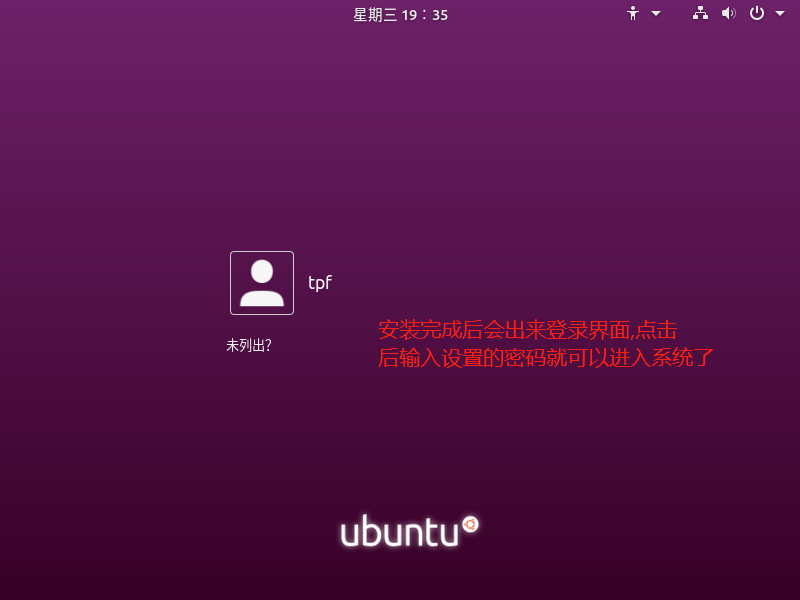 星期三 19：35
tpf
未列出?
安装完成后会出来登录界面,点击
后输入设置的密码就可以进入系统了
ubuntu